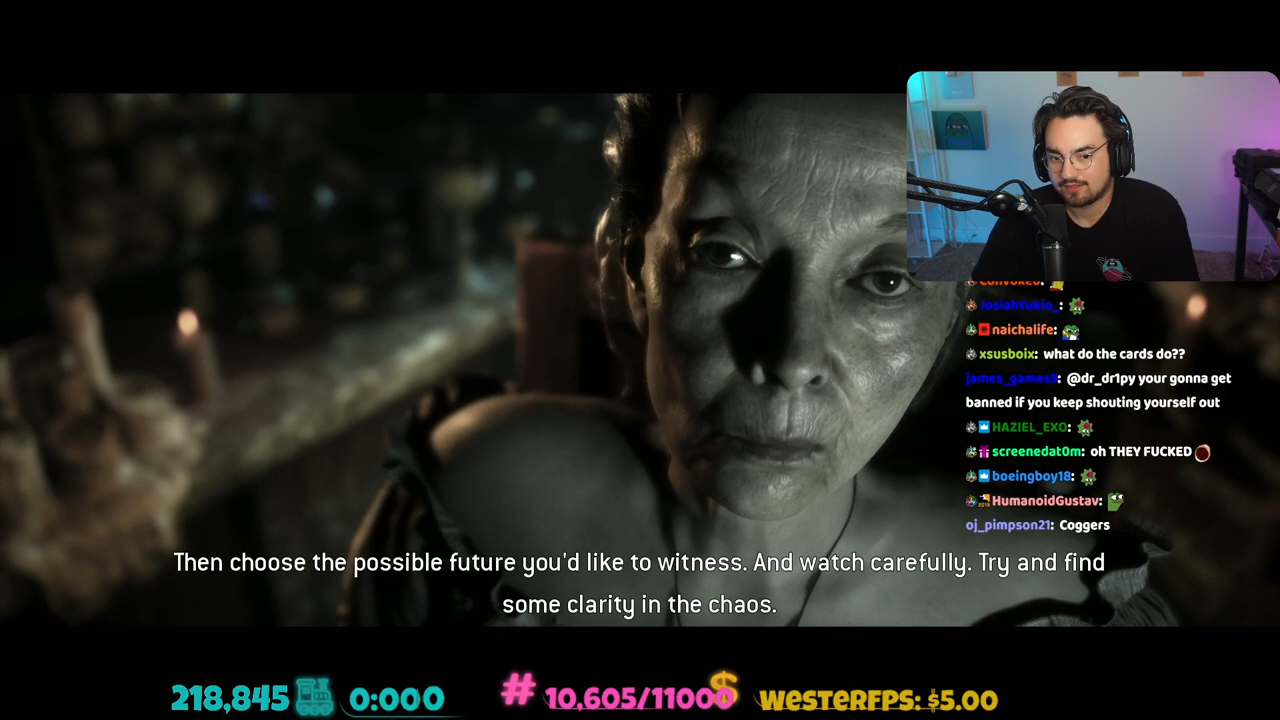 Convokeo:
JosiahYukio_:
naichalife:
xsusboix: what do the cards do??
james_games9: @dr_dr1py your gonna get
banned if you keep shouting yourself out
HAZIEL_EXO:
screenedat0m: oh THEY FUCKED
boeingboy18:
HumanoidGustav:
oj_pimpson21: Coggers
Then choose the possible future you'd like to witness. And watch carefully. Try and find
some clarity in the chaos.
218,845 0:000 # 10,605/11000 $ WESTERFPS: $5.00